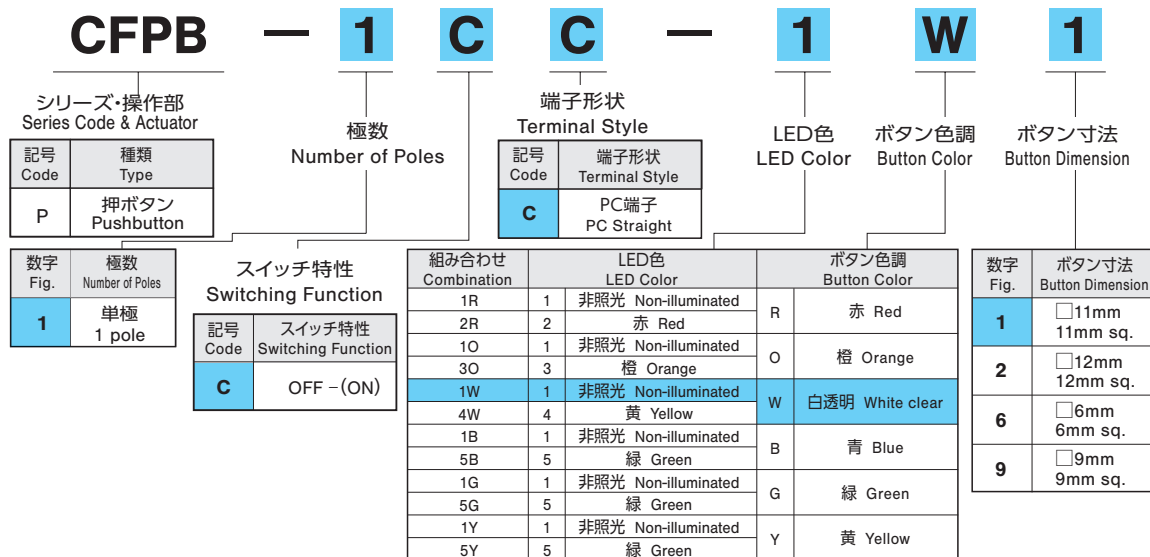 CFPB — 1 C C — 1 W 1
シリーズ・操作部
Series Code & Actuator
記号 種類
Code Type
P 押ボタン
Pushbutton
極数
Number of Poles
数字 極数
Fig. Number of Poles
1 単極
1 pole
スイッチ特性
Switching Function
記号 スイッチ特性
Code Switching Function
C OFF –(ON)
端子形状
Terminal Style
記号 端子形状
Code Terminal Style
C PC端子
PC Straight
LED色
LED Color
ボタン色調
Button Color
組み合わせ LED色 ボタン色調
Combination LED Color Button Color
1R 1 非照光 Non-illuminated R 赤 Red
2R 2 赤 Red
1O 1 非照光 Non-illuminated O 橙 Orange
3O 3 橙 Orange
1W 1 非照光 Non-illuminated W 白透明 White clear
4W 4 黄 Yellow
1B 1 非照光 Non-illuminated B 青 Blue
5B 5 緑 Green
1G 1 非照光 Non-illuminated G 緑 Green
5G 5 緑 Green
1Y 1 非照光 Non-illuminated Y 黄 Yellow
5Y 5 緑 Green
ボタン寸法
Button Dimension
数字 ボタン寸法
Fig. Button Dimension
1 □11mm
11mm sq.
2 □12mm
12mm sq.
6 □6mm
6mm sq.
9 □9mm
9mm sq.